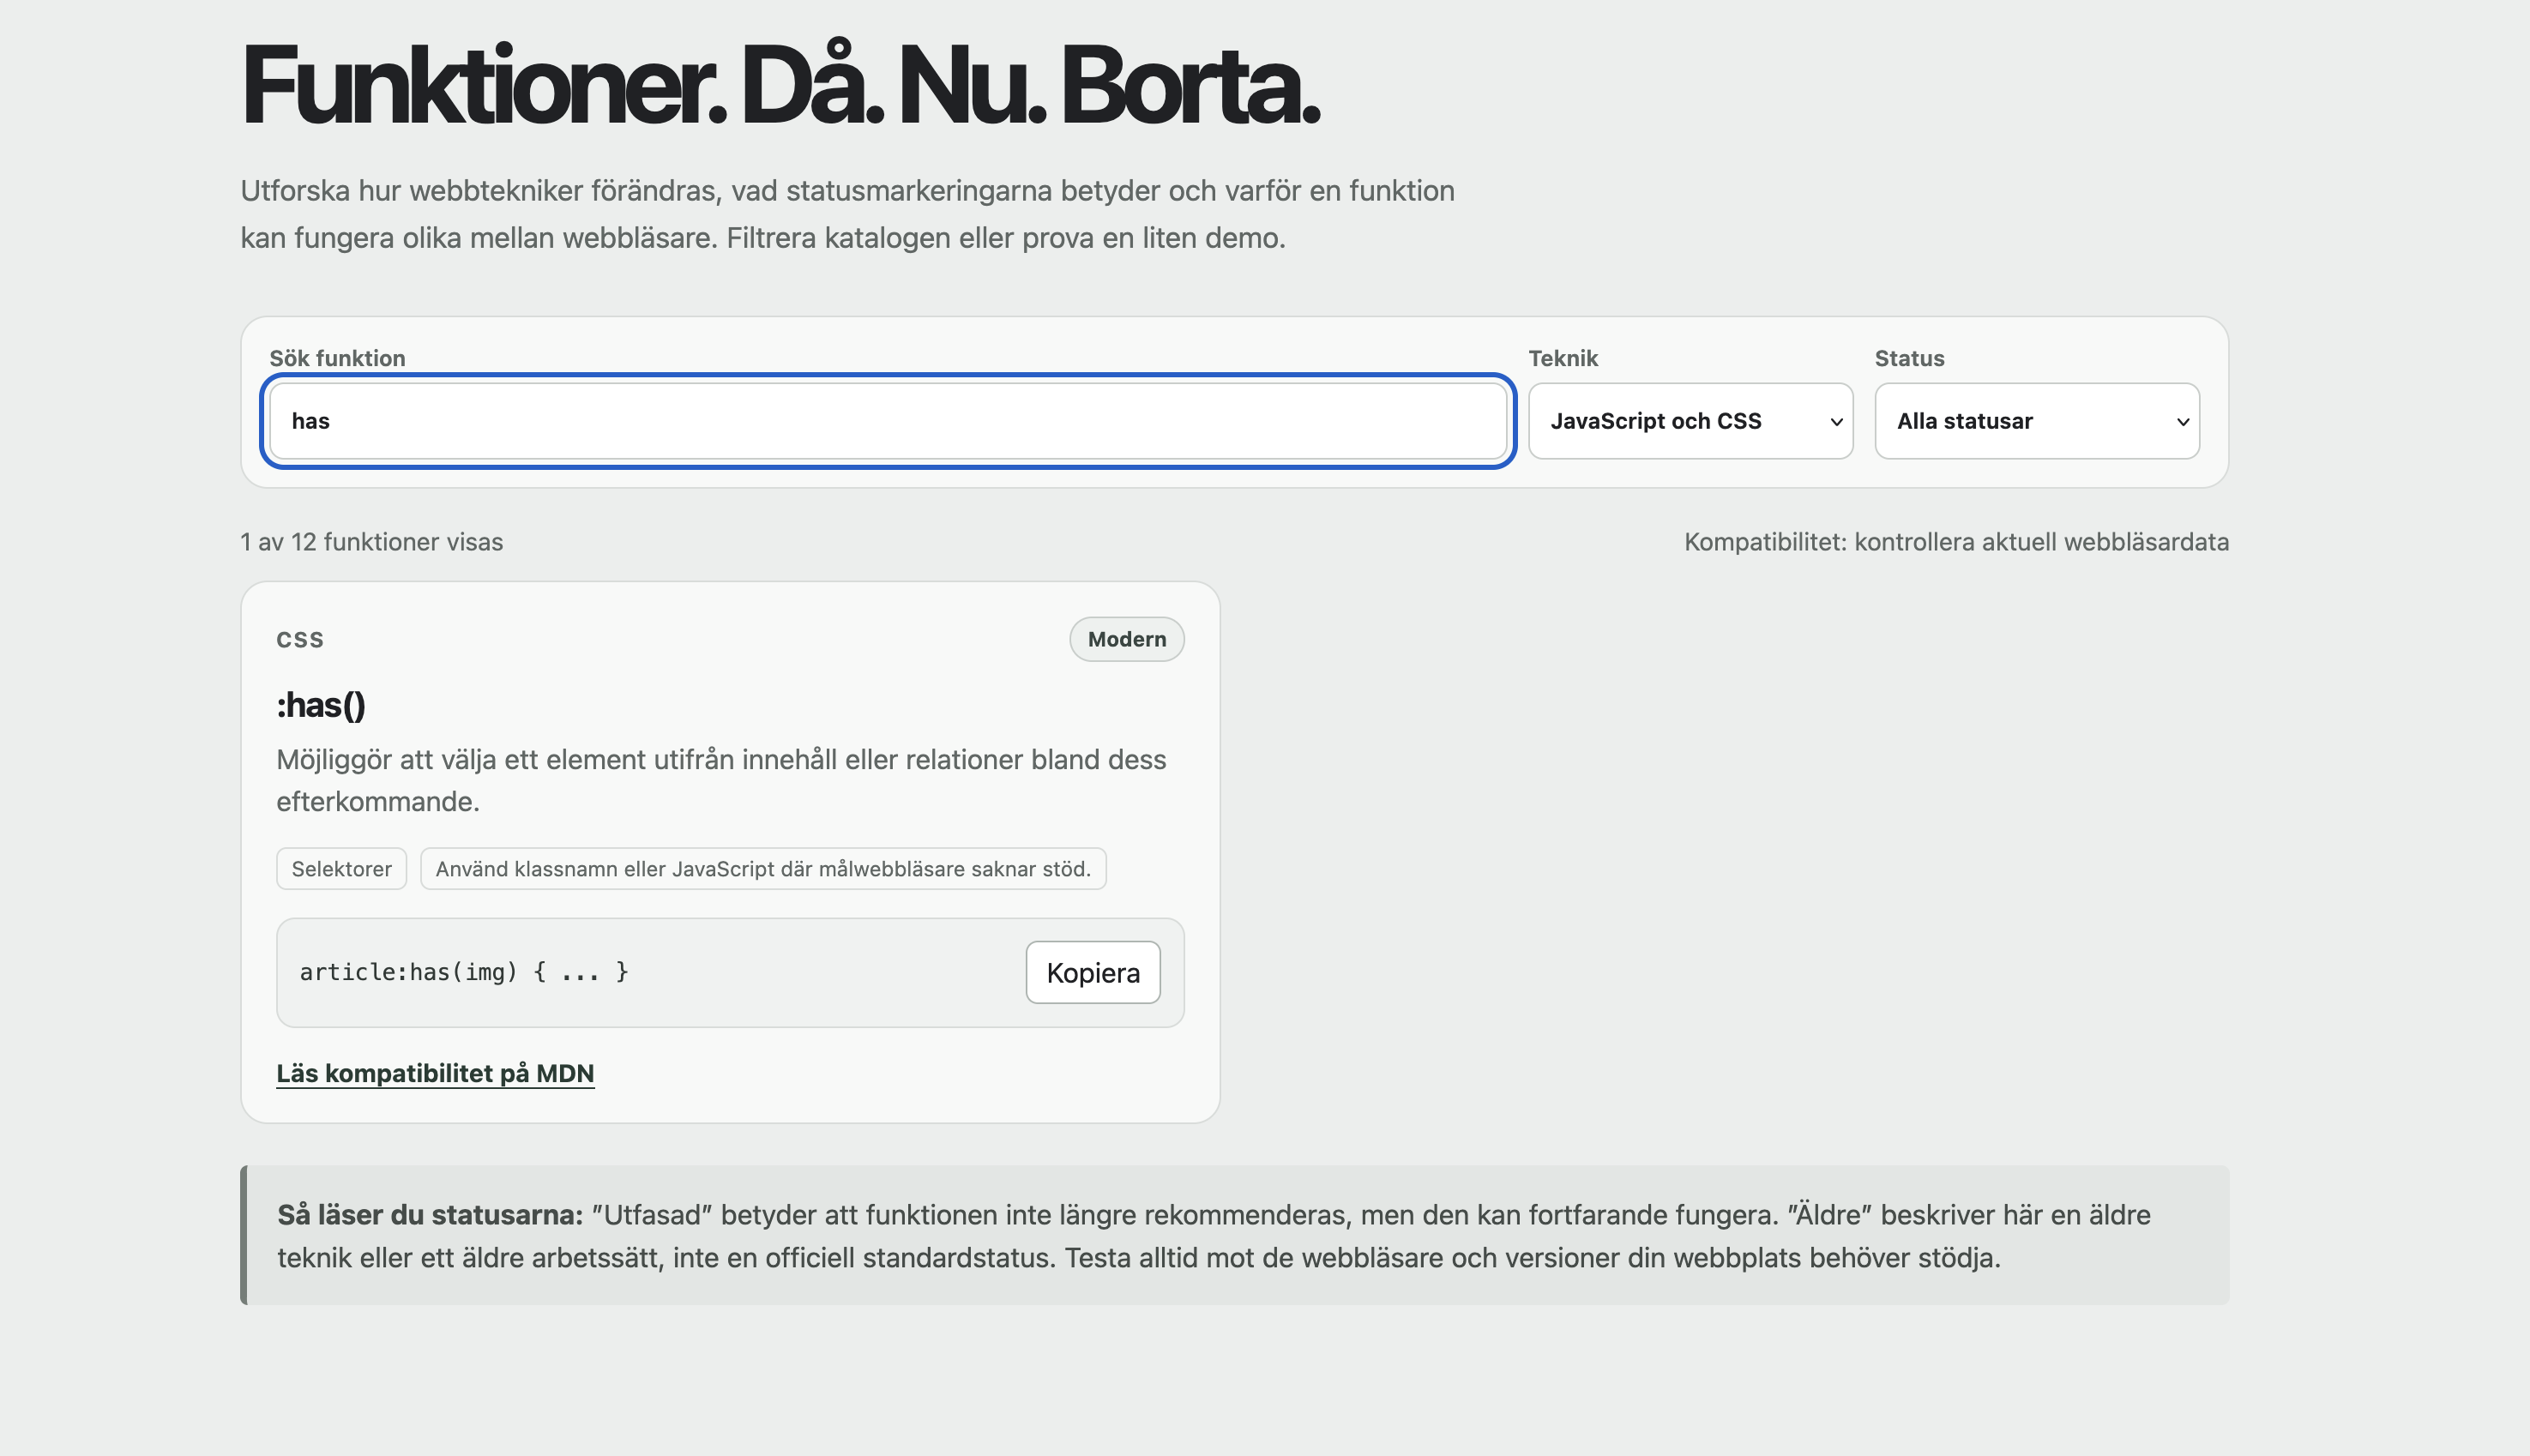 Funktioner. Då. Nu. Borta.
Utforska hur webbtekniker förändras, vad statusmarkeringarna betyder och varför en funktion
kan fungera olika mellan webbläsare. Filtrera katalogen eller prova en liten demo.
Sök funktion
has
Teknik
JavaScript och CSS
Status
Alla statusar
1 av 12 funktioner visas
Kompatibilitet: kontrollera aktuell webbläsardata
CSS
Modern
:has()
Möjliggör att välja ett element utifrån innehåll eller relationer bland dess
efterkommande.
Selektorer
Använd klassnamn eller JavaScript där målwebbläsare saknar stöd.
article:has(img) { ... }
Kopiera
Läs kompatibilitet på MDN
Så läser du statusarna: ”Utfasad” betyder att funktionen inte längre rekommenderas, men den kan fortfarande fungera. ”Äldre” beskriver här en äldre
teknik eller ett äldre arbetssätt, inte en officiell standardstatus. Testa alltid mot de webbläsare och versioner din webbplats behöver stödja.